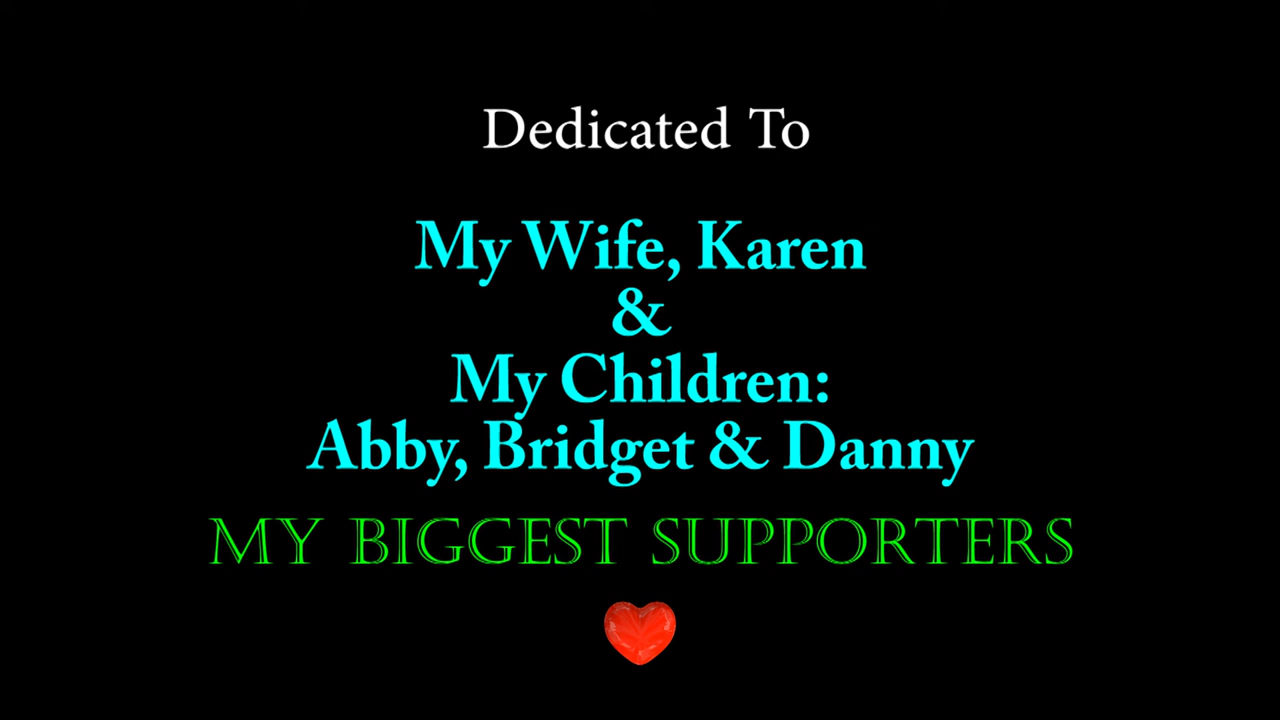 Dedicated To
My Wife, Karen
&
My Children:
Abby, Bridget & Danny
MY BIGGEST SUPPORTERS